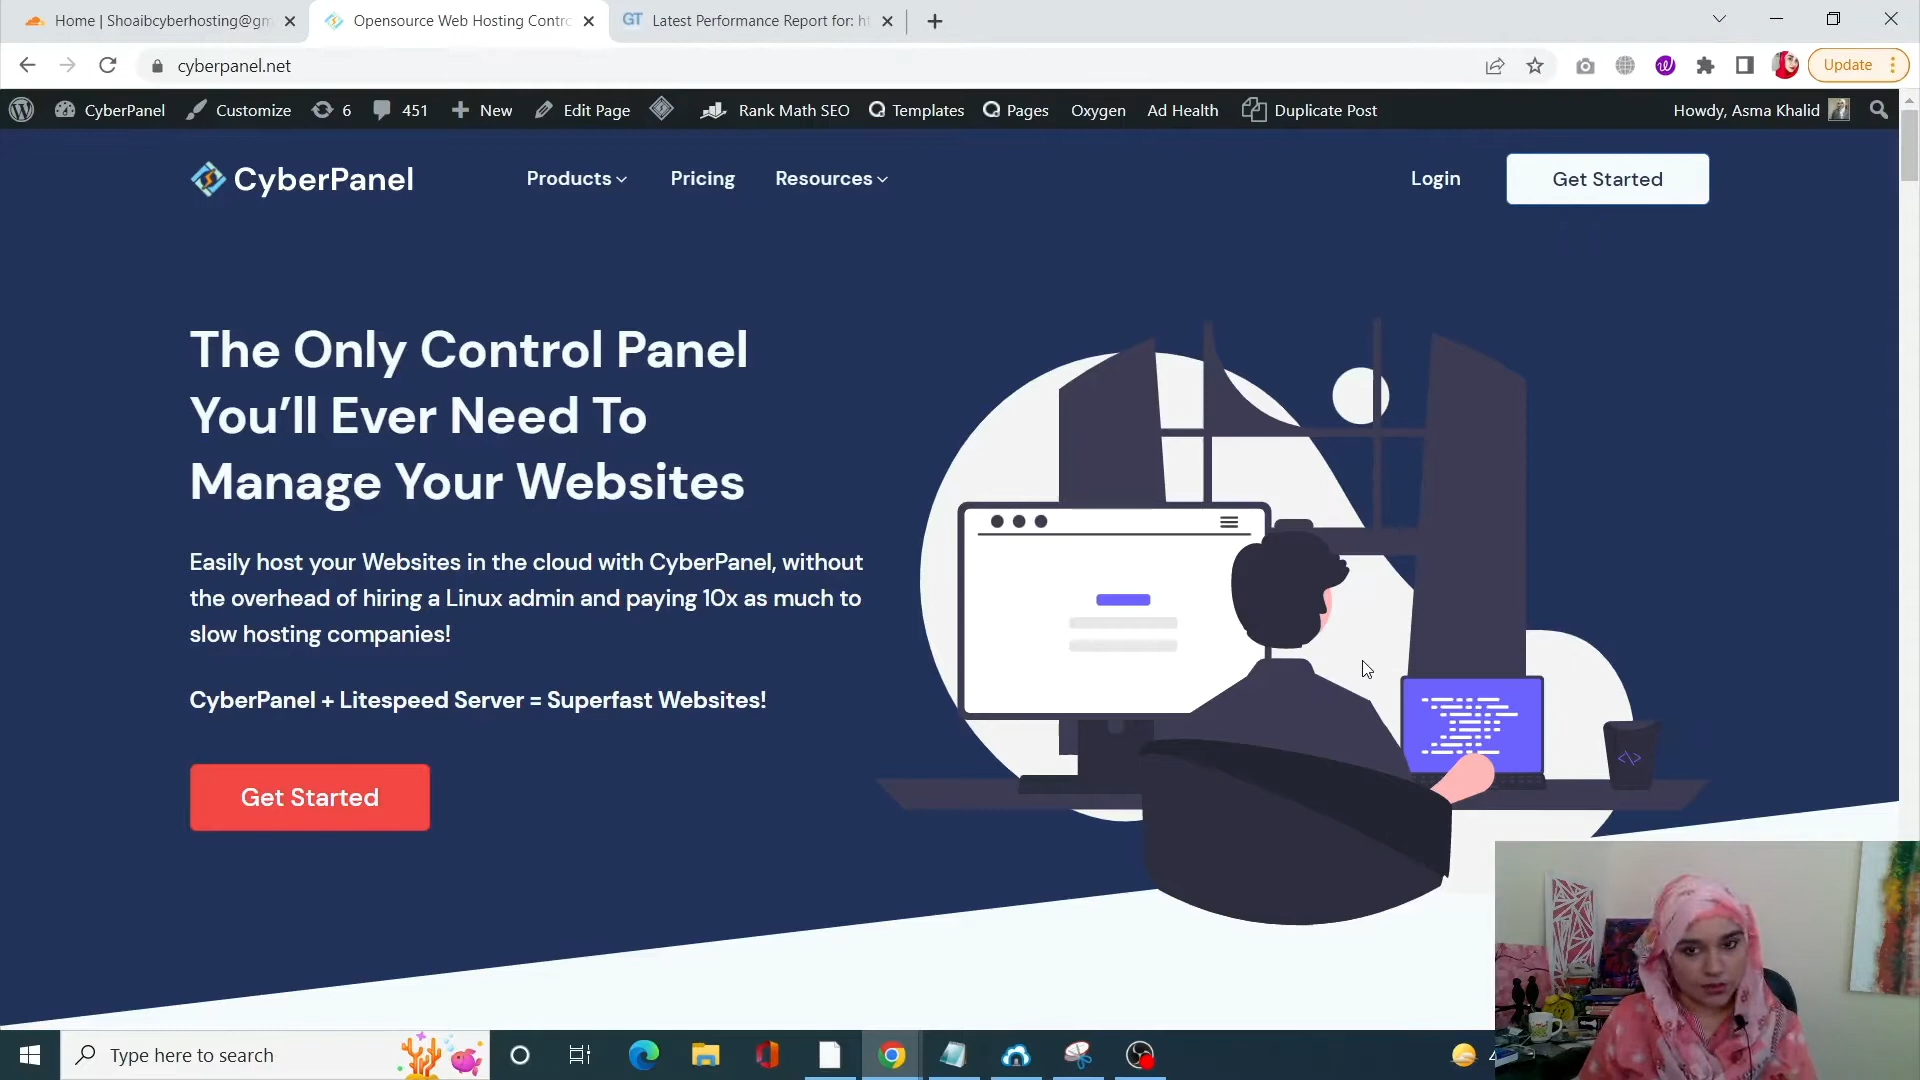 Home | Shoaibcyberhosting@gm
Opensource Web Hosting Contro
GT
Latest Performance Report for: ht
cyberpanel.net
Update
CyberPanel
Customize
6
451
New
Edit Page
Rank Math SEO
Templates
Pages
Oxygen
Ad Health
Duplicate Post
Howdy, Asma Khalid
CyberPanel
Products
Pricing
Resources
Login
Get Started
The Only Control Panel
You’ll Ever Need To
Manage Your Websites
Easily host your Websites in the cloud with CyberPanel, without
the overhead of hiring a Linux admin and paying 10x as much to
slow hosting companies!
CyberPanel + Litespeed Server = Superfast Websites!
Get Started
<\>
Type here to search